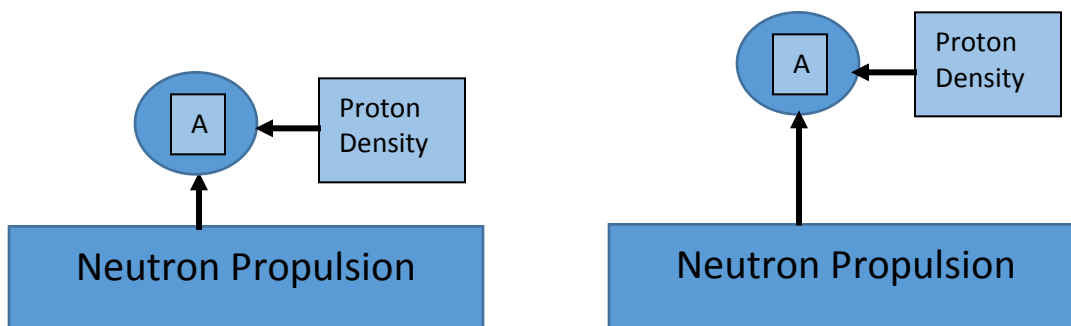 A
Proton
Density
Neutron Propulsion
A
Proton
Density
Neutron Propulsion